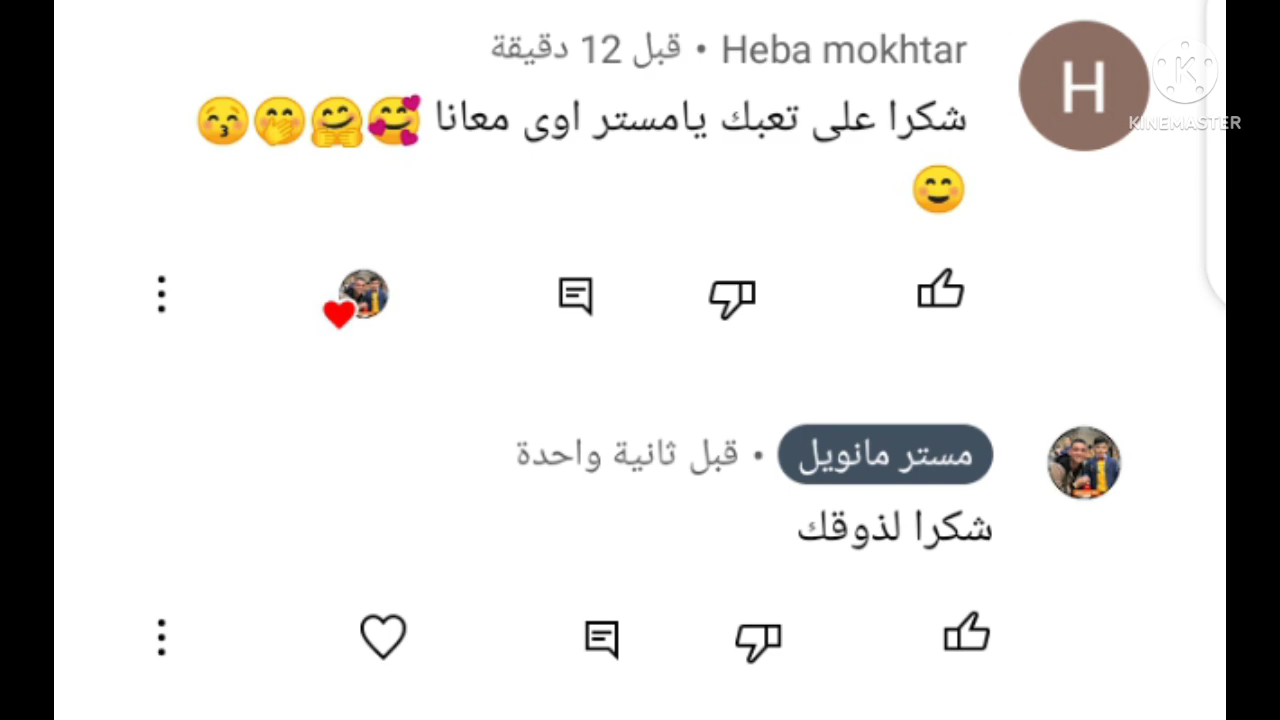 Heba mokhtar • قبل 12 دقيقة
شكرا على تعبك يامستر اوى معانا 🥰🤗🤭😚
😊
H
KINEMASTER
مستر مانويل • قبل ثانية واحدة
شكرا لذوقك